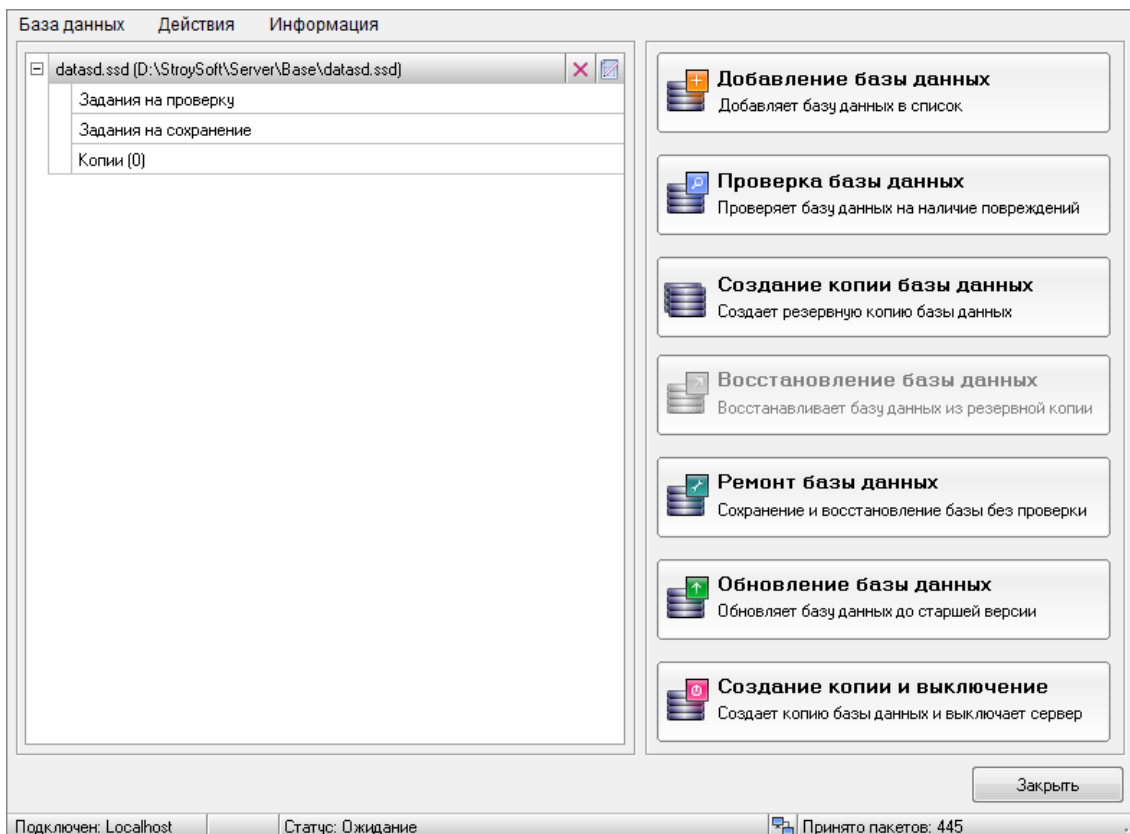 База данных Действия Информация
datasd.ssd (D:\StroySoft\Server\Base\datasd.ssd)
Задания на проверку
Задания на сохранение
Копии (0)
Добавление базы данных
Добавляет базу данных в список
Проверка базы данных
Проверяет базу данных на наличие повреждений
Создание копии базы данных
Создает резервную копию базы данных
Восстановление базы данных
Восстанавливает базу данных из резервной копии
Ремонт базы данных
Сохранение и восстановление базы без проверки
Обновление базы данных
Обновляет базу данных до старшей версии
Создание копии и выключение
Создает копию базы данных и выключает сервер
Закрыть
Подключен: Localhost Статус: Ожидание Принято пакетов: 445